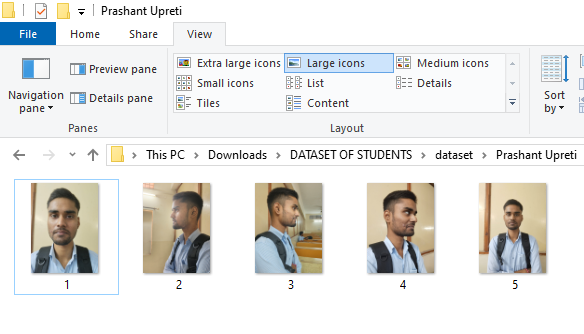 Prashant Upreti
File Home Share View
Navigation pane
Preview pane
Details pane
Panes
Extra large icons Large icons Medium icons
Small icons List Details
Tiles Content
Layout
Sort by
This PC > Downloads > DATASET OF STUDENTS > dataset > Prashant Upreti
1 2 3 4 5